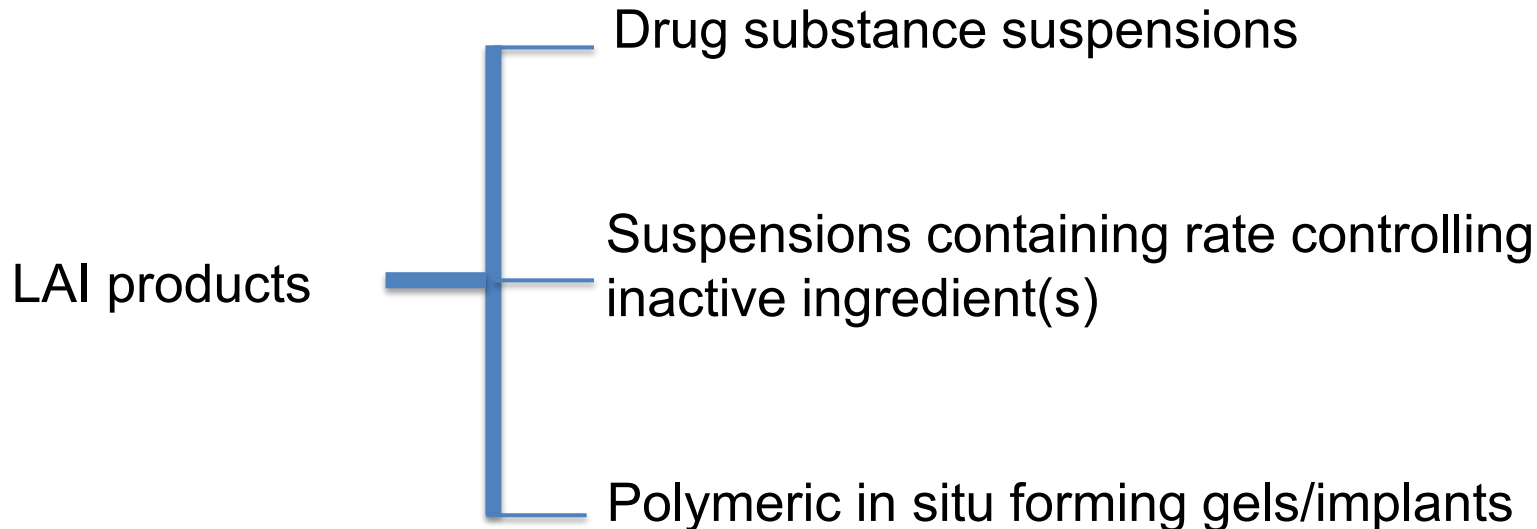 Drug substance suspensions
LAI products
Suspensions containing rate controlling
inactive ingredient(s)
Polymeric in situ forming gels/implants